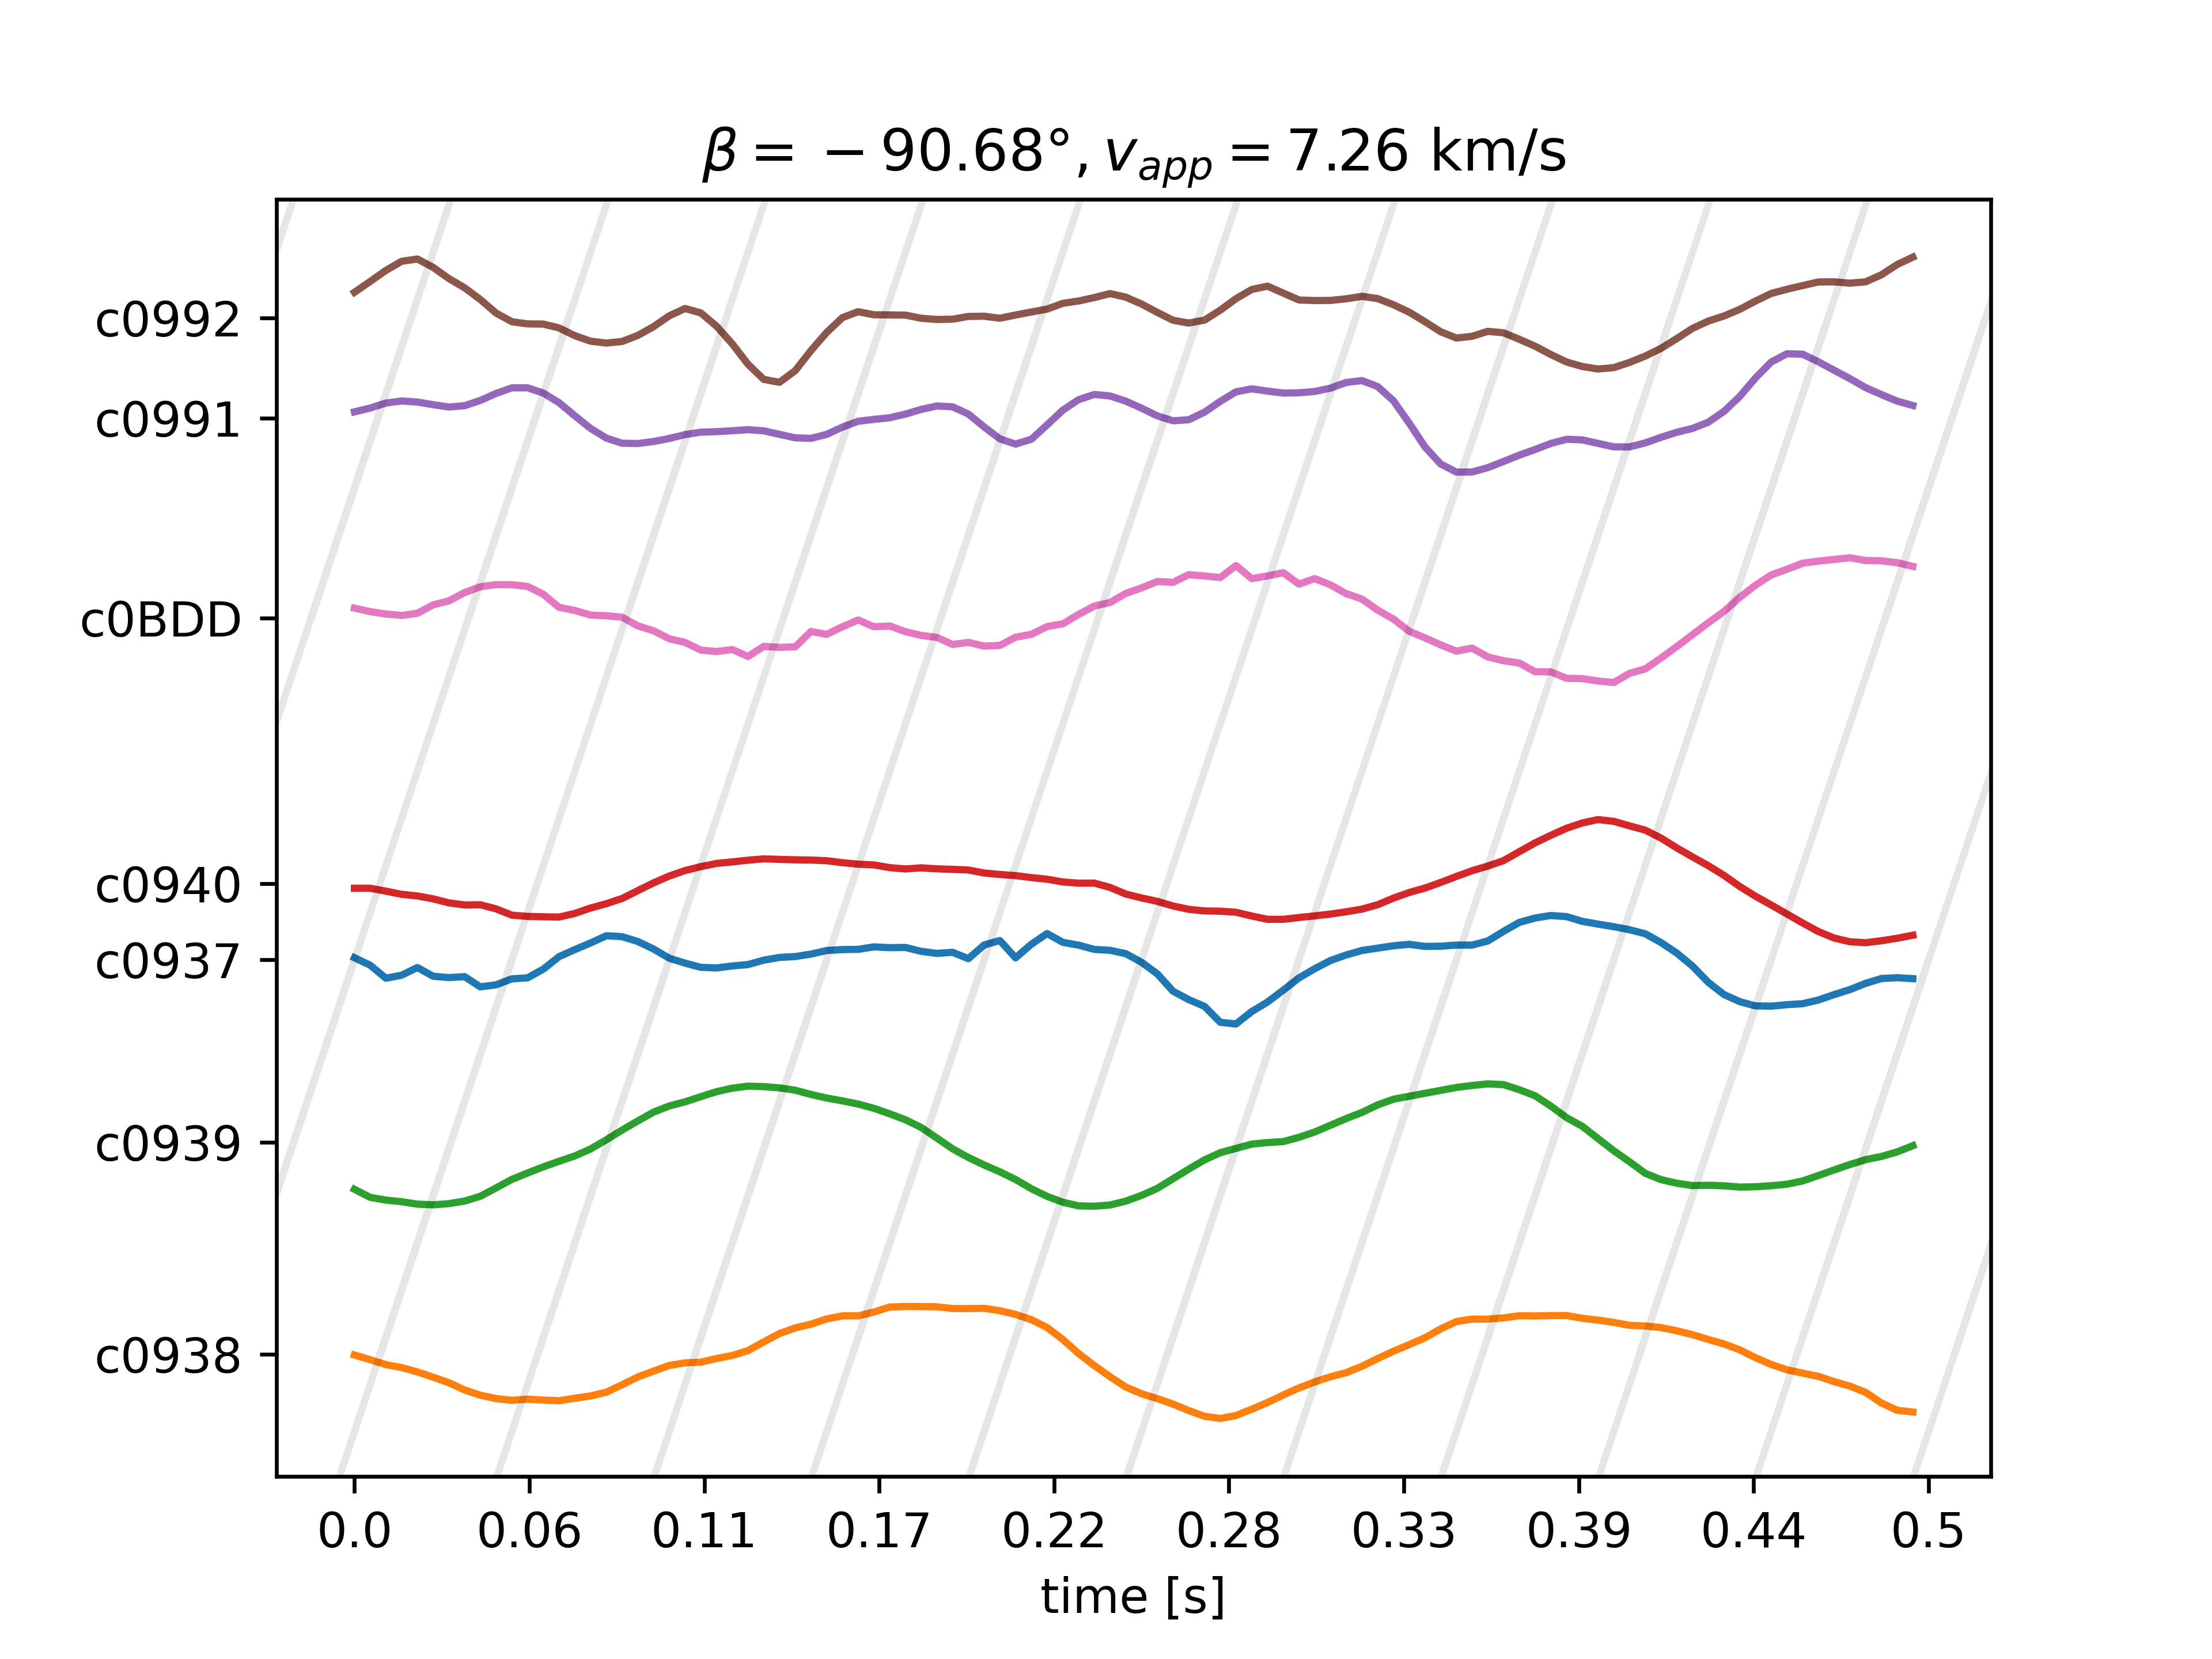 β = − 90.68°, v_app = 7.26 km/s
c0992
c0991
c0BDD
c0940
c0937
c0939
c0938
0.0 0.06 0.11 0.17 0.22 0.28 0.33 0.39 0.44 0.5
time [s]